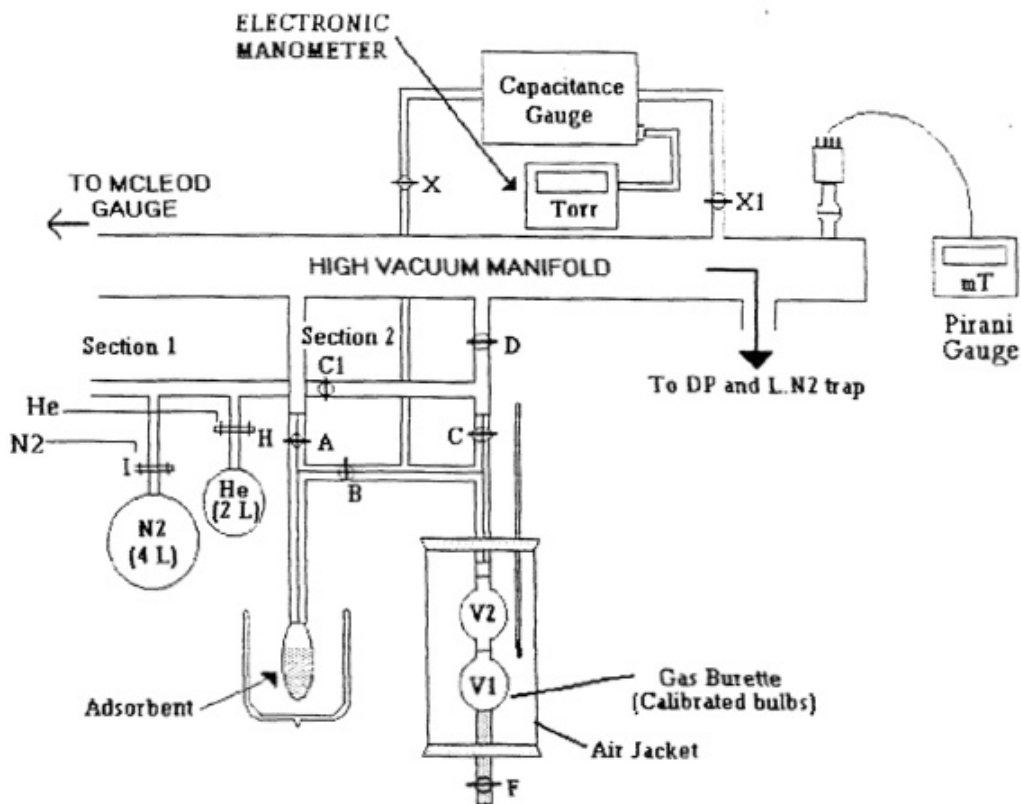 ELECTRONIC
MANOMETER
Capacitance
Gauge
TO MCLEOD
GAUGE
X
Torr
X1
HIGH VACUUM MANIFOLD
mT
Pirani
Gauge
Section 1
Section 2
D
C1
To DP and L.N2 trap
He
N2
H
A
C
I
B
He
(2 L)
N2
(4 L)
V2
V1
Adsorbent
Gas Burette
(Calibrated bulbs)
Air Jacket
F